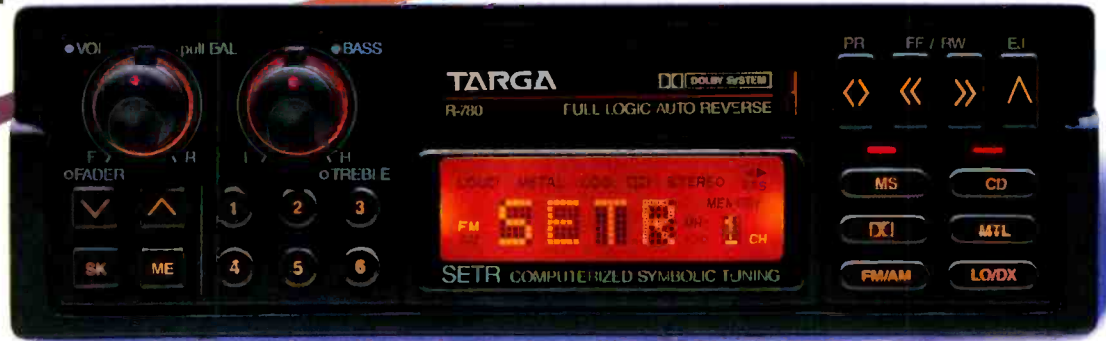 VOL pull BAL BASS
F R L R
FADER TREBLE
1 2 3
SK ME 4 5 6
TARGA DOLBY SYSTEM
R-780 FULL LOGIC AUTO REVERSE
LOUD METAL STEREO
MEMORY
FM SETR 1 CH
SETR COMPUTERIZED SYMBOLIC TUNING
PR FF / RW EJ
MS CD
MTL
FM/AM LO/DX